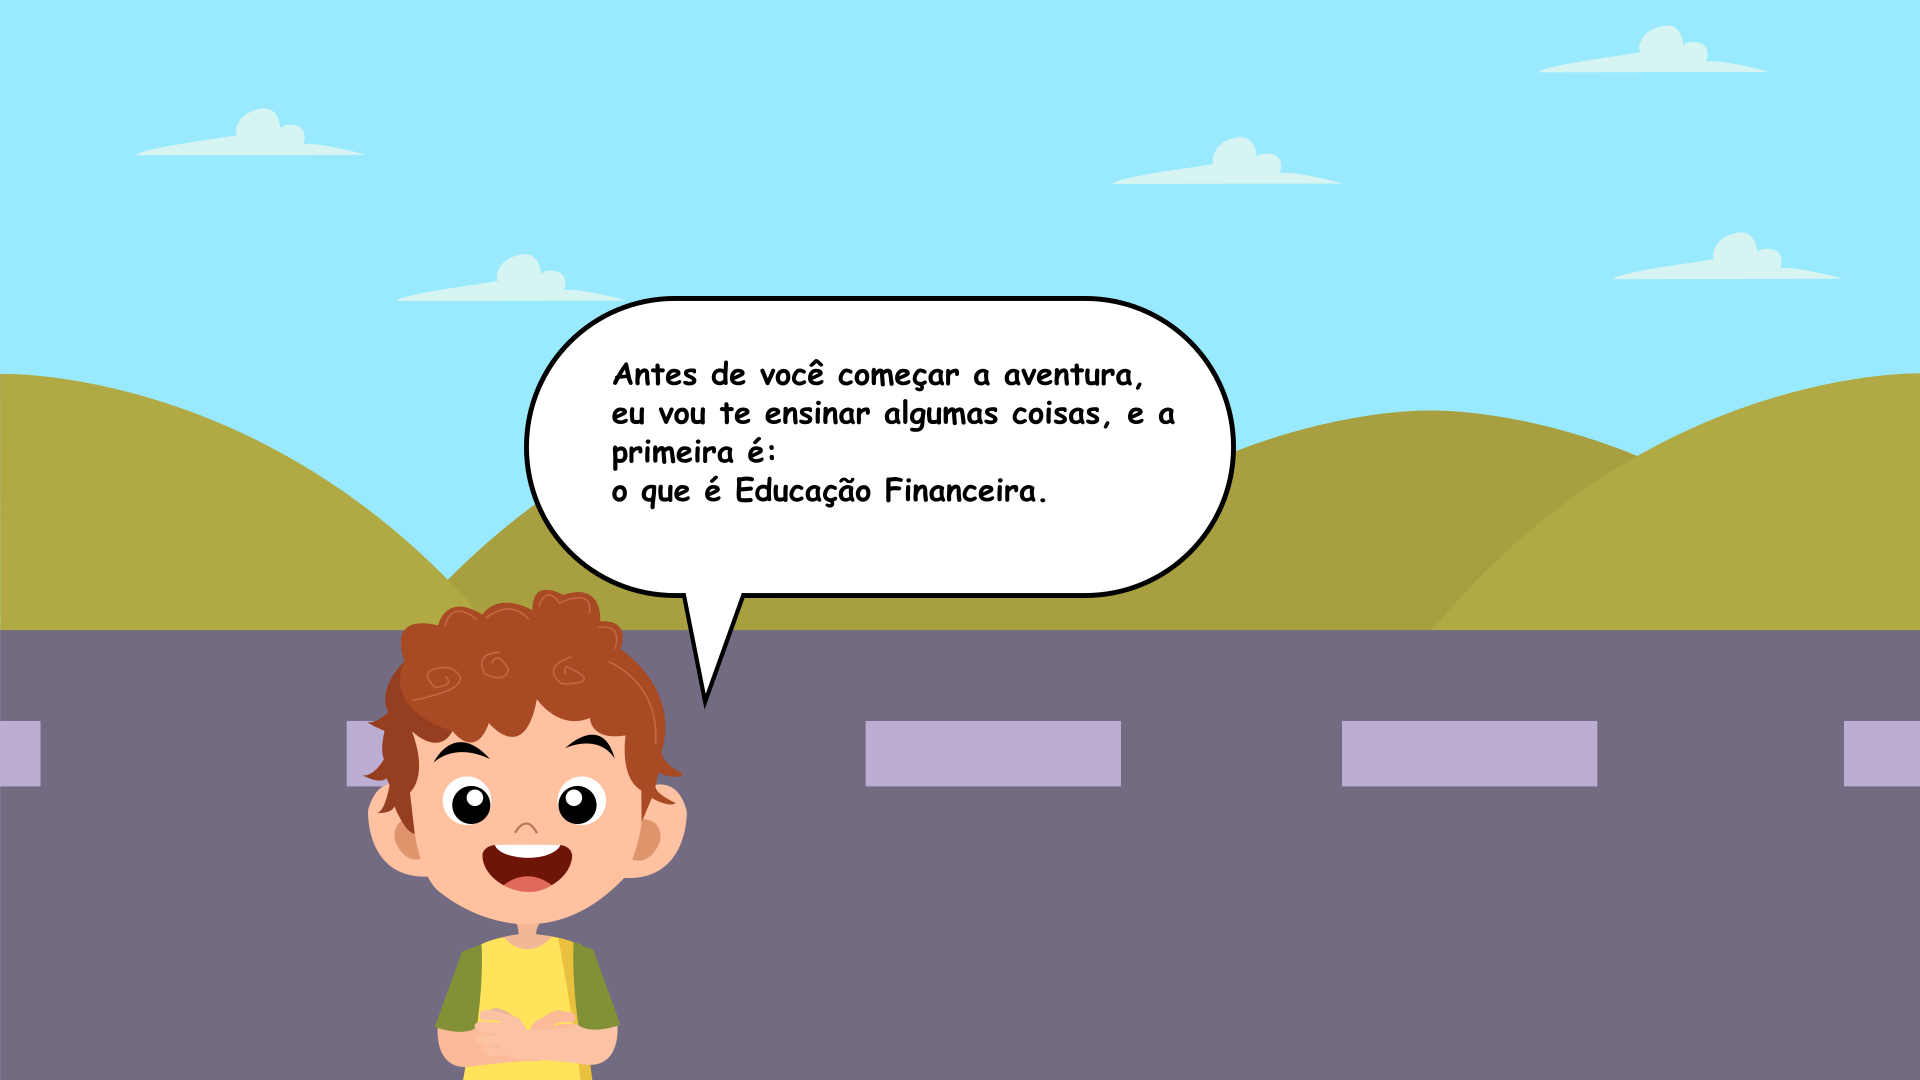 Antes de você começar a aventura,
eu vou te ensinar algumas coisas, e a
primeira é:
o que é Educação Financeira.